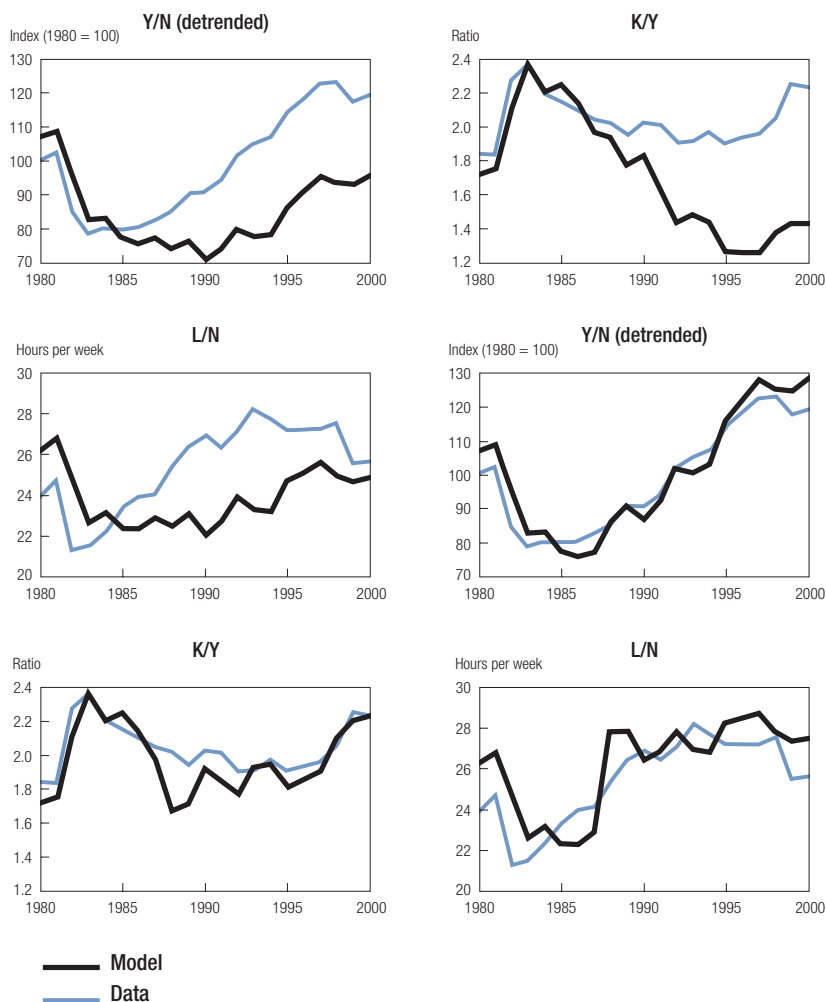 Y/N (detrended)
Index (1980 = 100)
130
120
110
100
90
80
70
1980 1985 1990 1995 2000
K/Y
Ratio
2.4
2.2
2.0
1.8
1.6
1.4
1.2
1980 1985 1990 1995 2000
L/N
Hours per week
30
28
26
24
22
20
1980 1985 1990 1995 2000
Y/N (detrended)
Index (1980 = 100)
130
120
110
100
90
80
70
1980 1985 1990 1995 2000
K/Y
Ratio
2.4
2.2
2.0
1.8
1.6
1.4
1.2
1980 1985 1990 1995 2000
L/N
Hours per week
30
28
26
24
22
20
1980 1985 1990 1995 2000
Model
Data